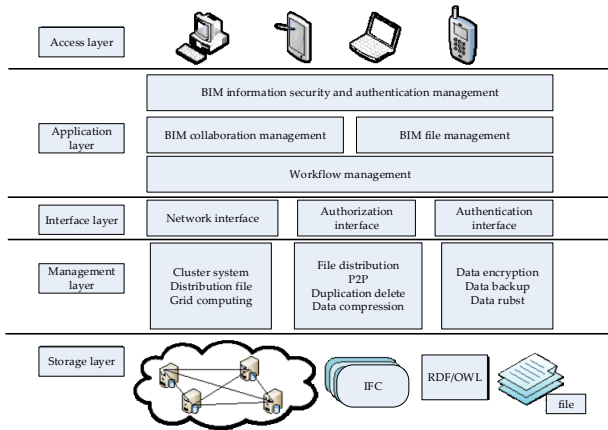 Access layer
BIM information security and authentication management
Application
layer
BIM collaboration management
BIM file management
Workflow management
Interface layer
Network interface
Authorization
interface
Authentication
interface
Management
layer
Cluster system
Distribution file
Grid computing
File distribution
P2P
Duplication delete
Data compression
Data encryption
Data backup
Data rubst
Storage layer
IFC
RDF/OWL
file